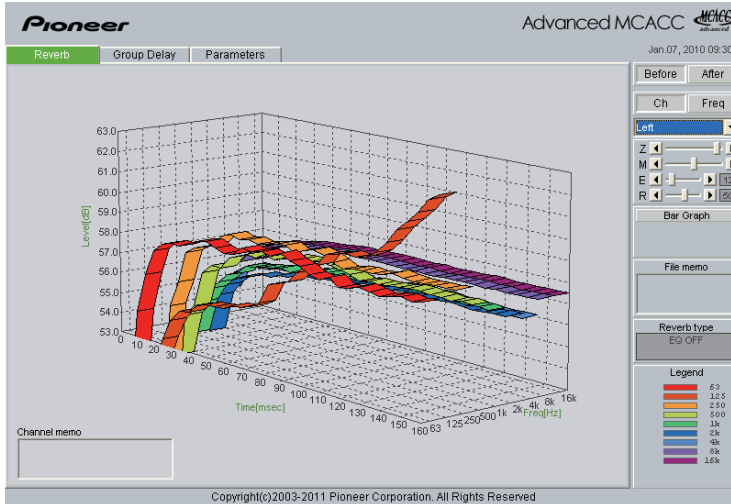 Pioneer
Advanced MCACC
MCACC
advanced
Jan.07, 2010 09:30
Reverb
Group Delay
Parameters
Before
After
Ch
Freq
Left
Z
M
E
R
Bar Graph
File memo
Reverb type
EQ OFF
Legend
63
125
250
500
1k
2k
4k
8k
16k
Level[dB]
63.0
62.0
61.0
60.0
59.0
58.0
57.0
56.0
55.0
54.0
53.0
0 10 20 30 40 50 60 70 80 90 100 110 120 130 140 150 160
Time[msec]
63 125 250 500 1k 2k 4k 8k 16k
Freq[Hz]
Channel memo
Copyright(c)2003-2011 Pioneer Corporation. All Rights Reserved